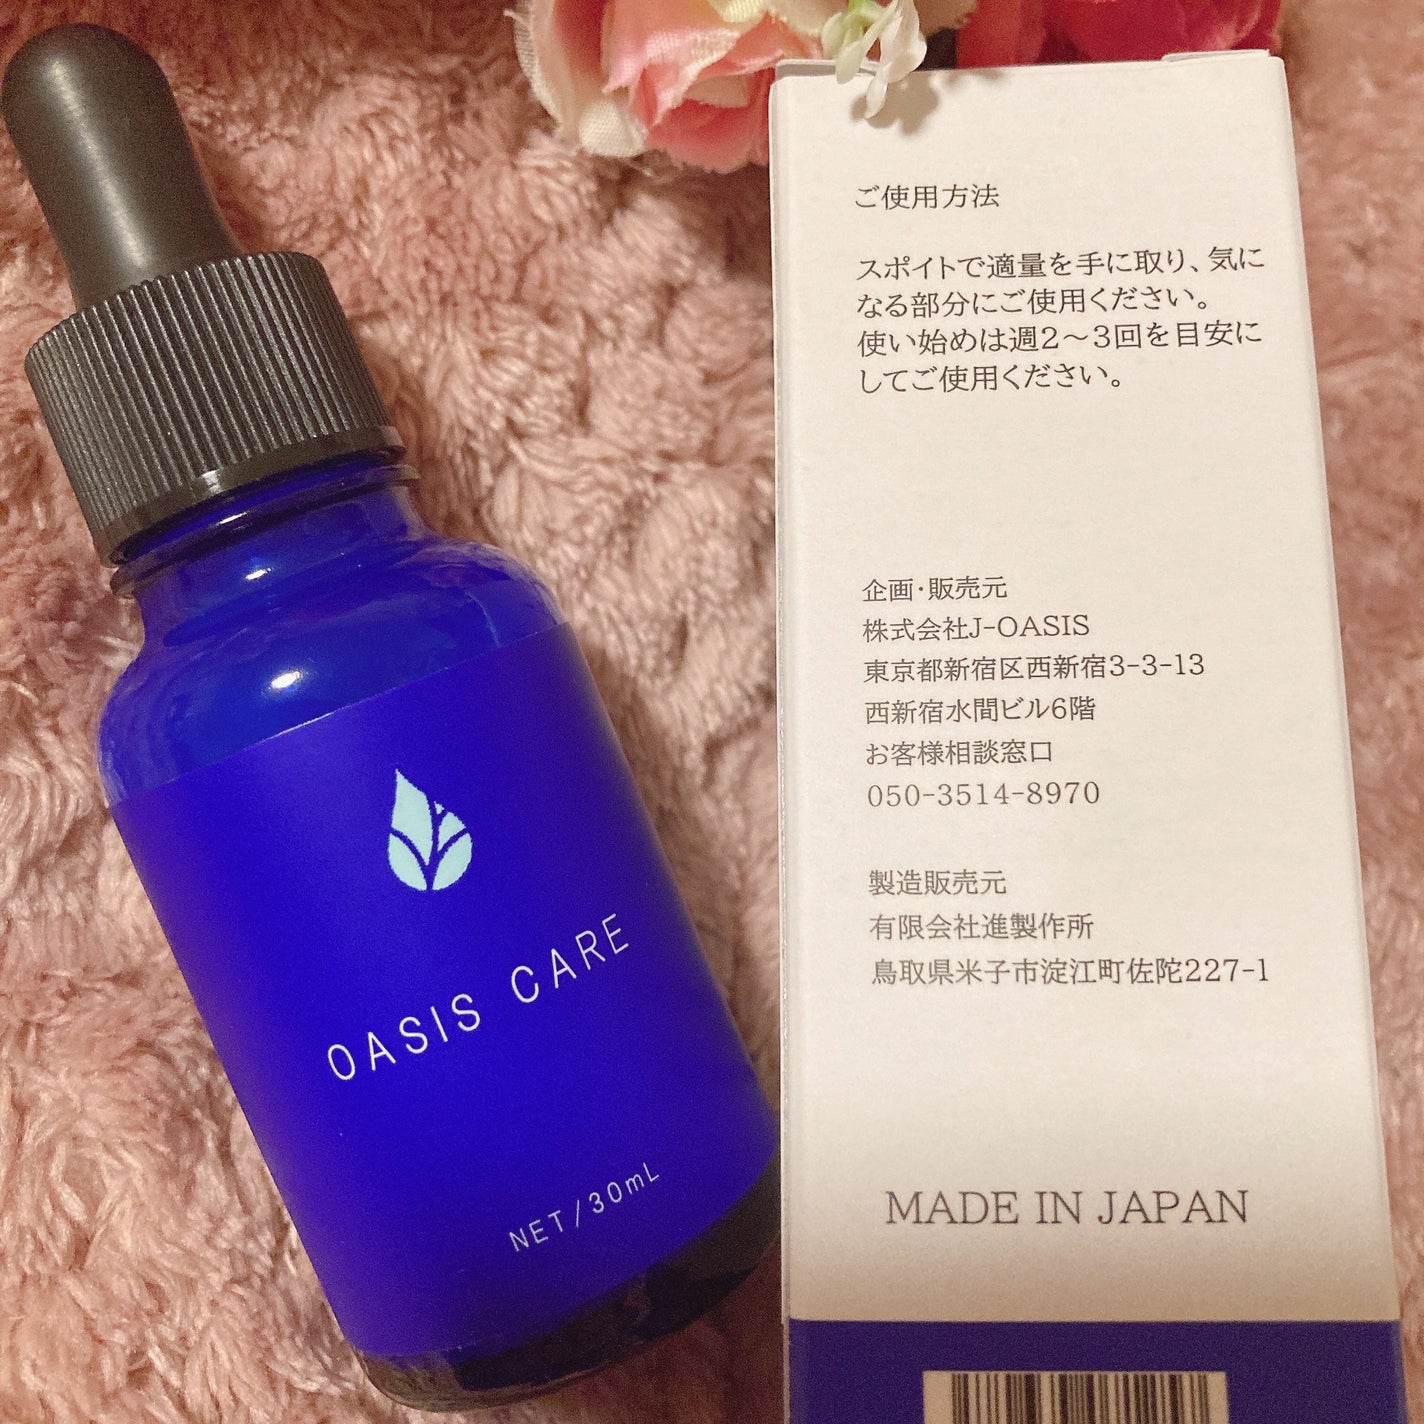 OASIS CARE
NET/30mL
ご使用方法
スポイトで適量を手に取り、気に
なる部分にご使用ください。
使い始めは週2～3回を目安に
してご使用ください。
企画・販売元
株式会社J-OASIS
東京都新宿区西新宿3-3-13
西新宿水間ビル6階
お客様相談窓口
050-3514-8970
製造販売元
有限会社進製作所
鳥取県米子市淀江町佐陀227-1
MADE IN JAPAN